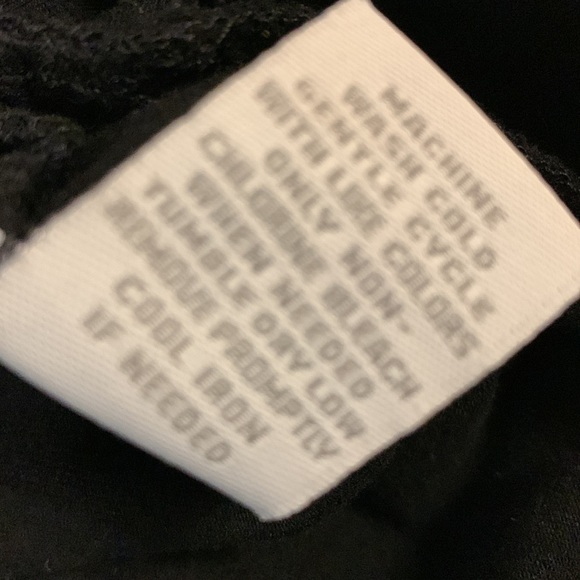 MACHINE
WASH COLD
GENTLE CYCLE
WITH LIKE COLORS
ONLY NON-
CHLORINE BLEACH
WHEN NEEDED
TUMBLE DRY LOW
REMOVE PROMPTLY
COOL IRON
IF NEEDED